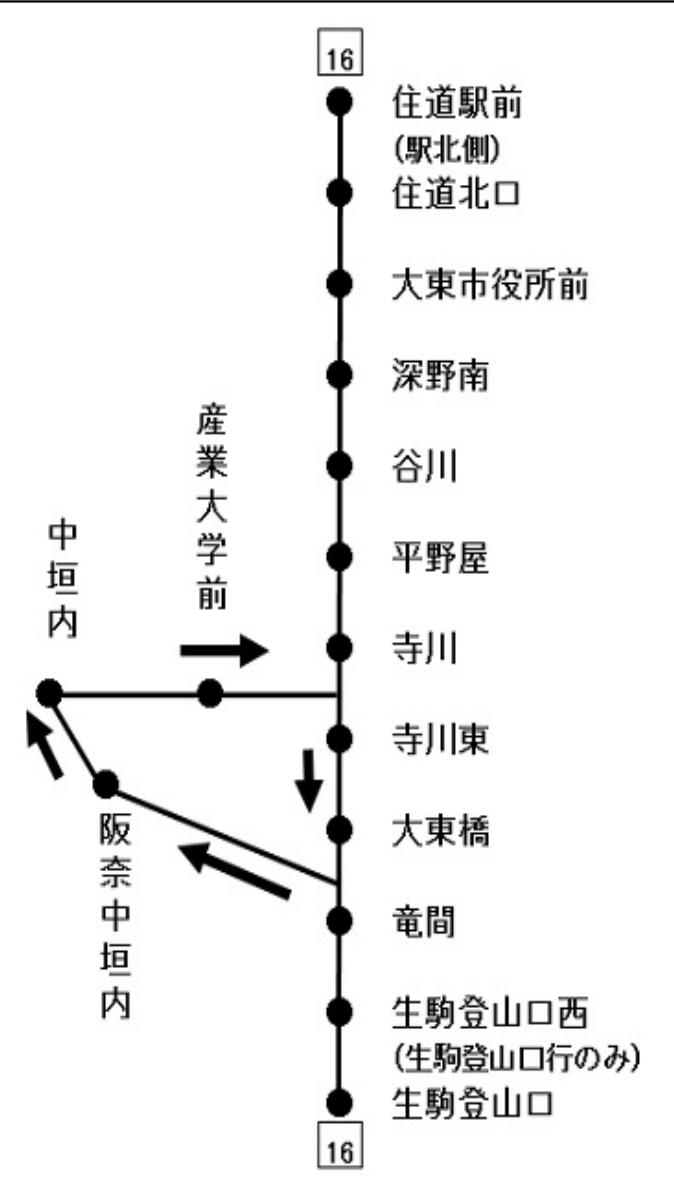 16
住道駅前
(駅北側)
住道北口
大東市役所前
深野南
谷川
平野屋
寺川
産業大学前
中垣内
寺川東
大東橋
阪奈中垣内
竜間
生駒登山口西
(生駒登山口行のみ)
生駒登山口
16